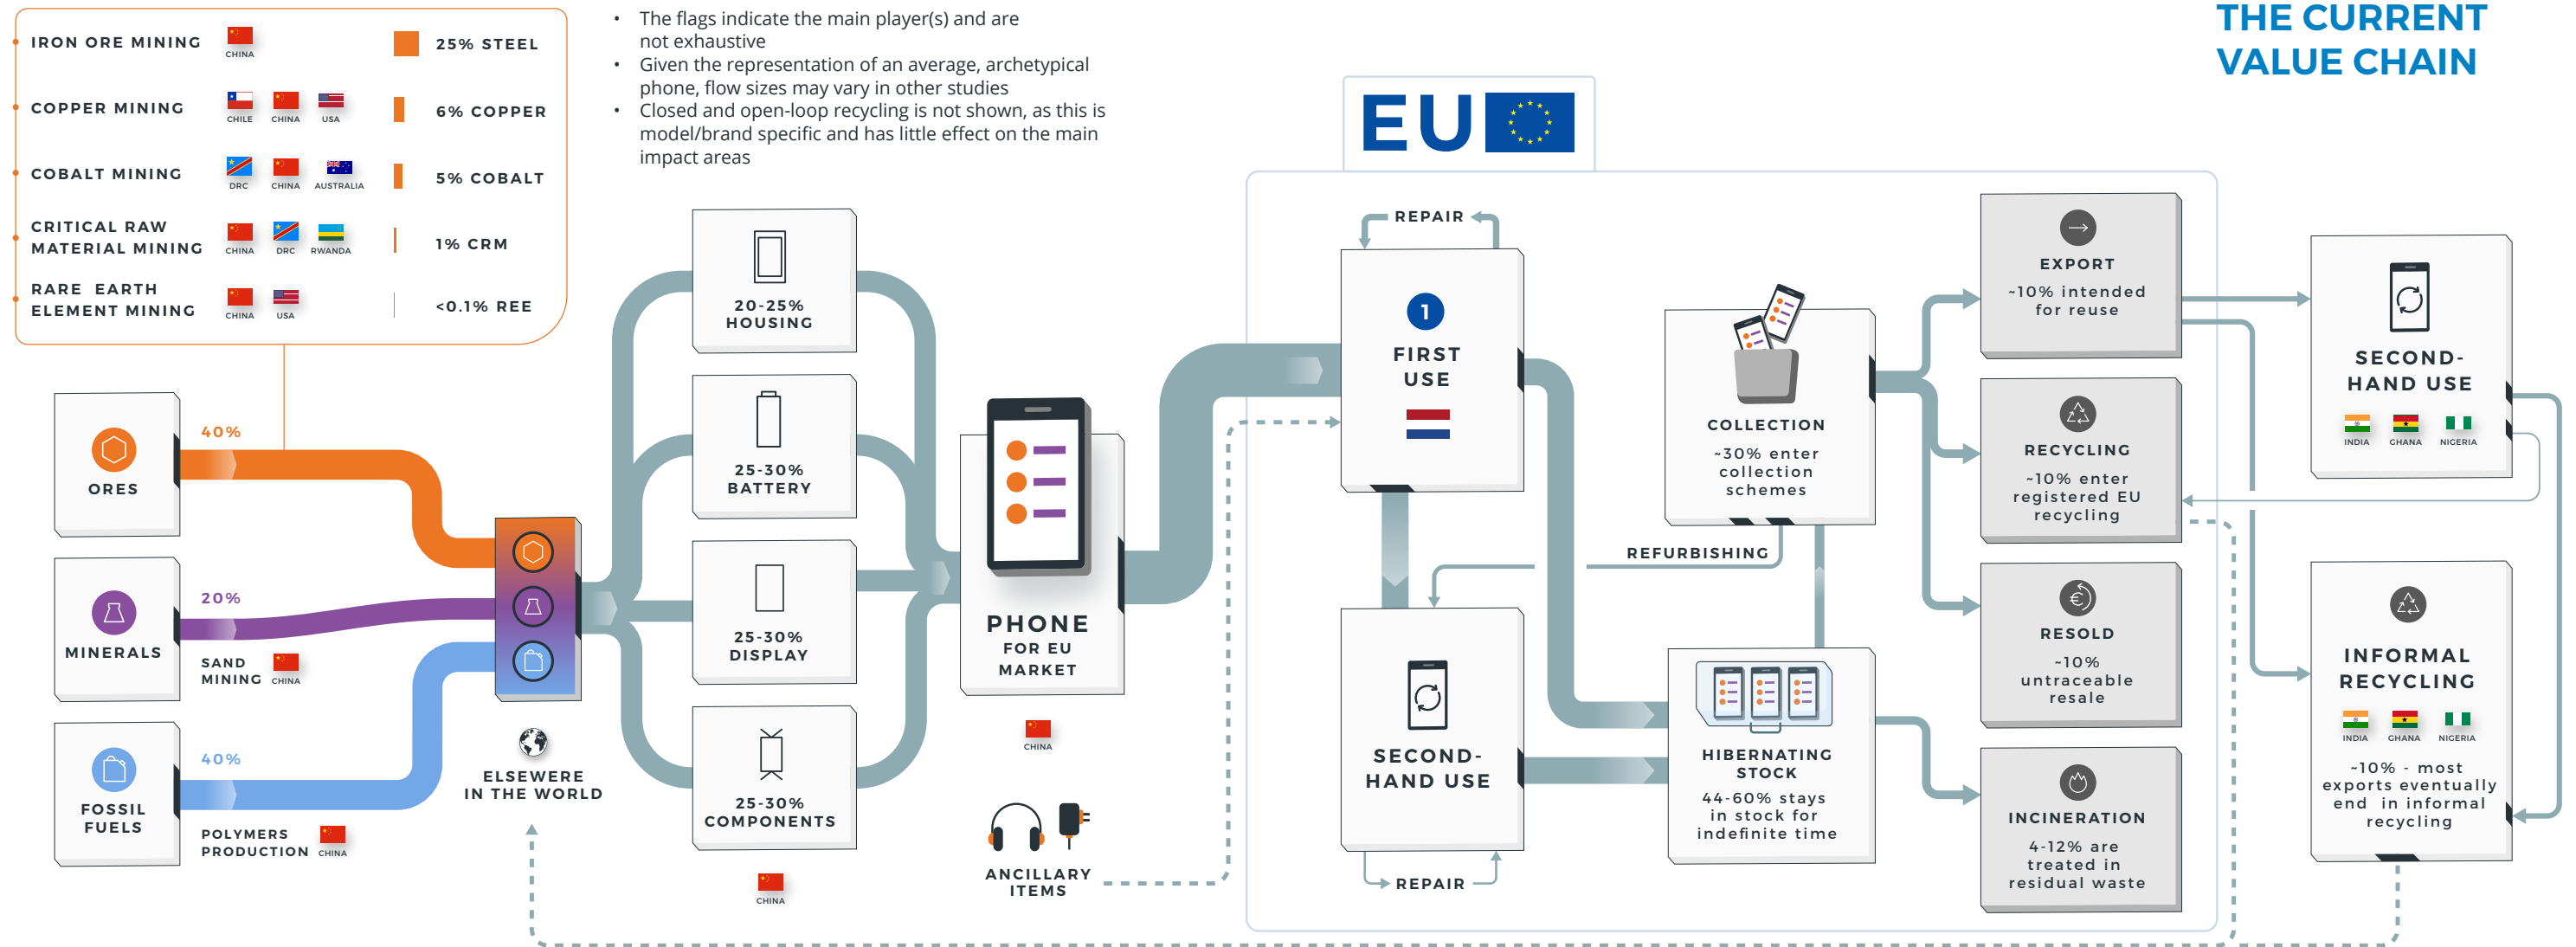 IRON ORE MINING
CHINA
25% STEEL
COPPER MINING
CHILE
CHINA
USA
6% COPPER
COBALT MINING
DRC
CHINA
AUSTRALIA
5% COBALT
CRITICAL RAW
MATERIAL MINING
CHINA
DRC
RWANDA
1% CRM
RARE EARTH
ELEMENT MINING
CHINA
USA
<0.1% REE
• The flags indicate the main player(s) and are
not exhaustive
• Given the representation of an average, archetypical
phone, flow sizes may vary in other studies
• Closed and open-loop recycling is not shown, as this is
model/brand specific and has little effect on the main
impact areas
THE CURRENT
VALUE CHAIN
ORES
40%
MINERALS
20%
SAND
MINING
CHINA
FOSSIL
FUELS
40%
POLYMERS
PRODUCTION
CHINA
ELSEWERE
IN THE WORLD
20-25%
HOUSING
25-30%
BATTERY
25-30%
DISPLAY
25-30%
COMPONENTS
CHINA
PHONE
FOR EU
MARKET
CHINA
ANCILLARY
ITEMS
EU
REPAIR
1
FIRST
USE
SECOND-
HAND USE
REPAIR
REFURBISHING
COLLECTION
~30% enter
collection
schemes
HIBERNATING
STOCK
44-60% stays
in stock for
indefinite time
EXPORT
~10% intended
for reuse
RECYCLING
~10% enter
registered EU
recycling
RESOLD
~10%
untraceable
resale
INCINERATION
4-12% are
treated in
residual waste
SECOND-
HAND USE
INDIA
GHANA
NIGERIA
INFORMAL
RECYCLING
INDIA
GHANA
NIGERIA
~10% - most
exports eventually
end in informal
recycling